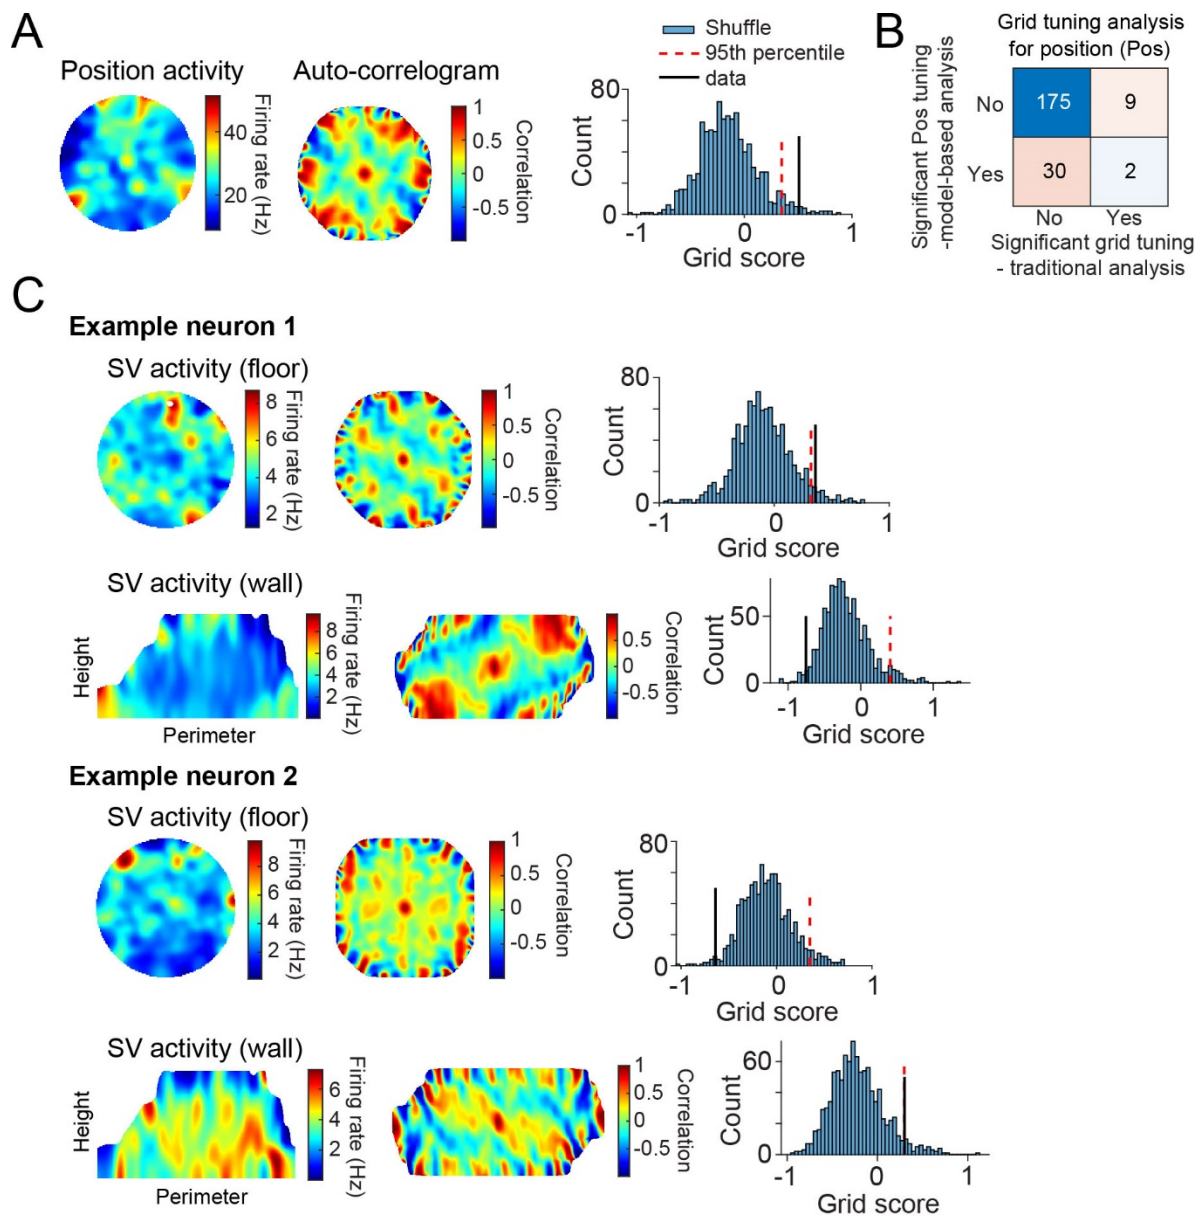 A
Position activity
Firing rate (Hz)
40
20
Auto-correlogram
1
0.5
0
-0.5
Correlation
Shuffle
95th percentile
data
80
0
Count
-1 0 1
Grid score
B
Grid tuning analysis
for position (Pos)
Significant Pos tuning
-model-based analysis
No 175 9
Yes 30 2
No Yes
Significant grid tuning
- traditional analysis
C
Example neuron 1
SV activity (floor)
8
6
4
2
Firing rate (Hz)
1
0.5
0
-0.5
Correlation
80
0
Count
-1 0 1
Grid score
SV activity (wall)
Height
Perimeter
8
6
4
2
Firing rate (Hz)
0.5
0
-0.5
Correlation
50
0
Count
-1 0 1
Grid score
Example neuron 2
SV activity (floor)
8
6
4
2
Firing rate (Hz)
1
0.5
0
-0.5
Correlation
80
0
Count
-1 0 1
Grid score
SV activity (wall)
Height
Perimeter
6
4
2
Firing rate (Hz)
1
0.5
0
-0.5
Correlation
60
0
Count
-1 0 1
Grid score